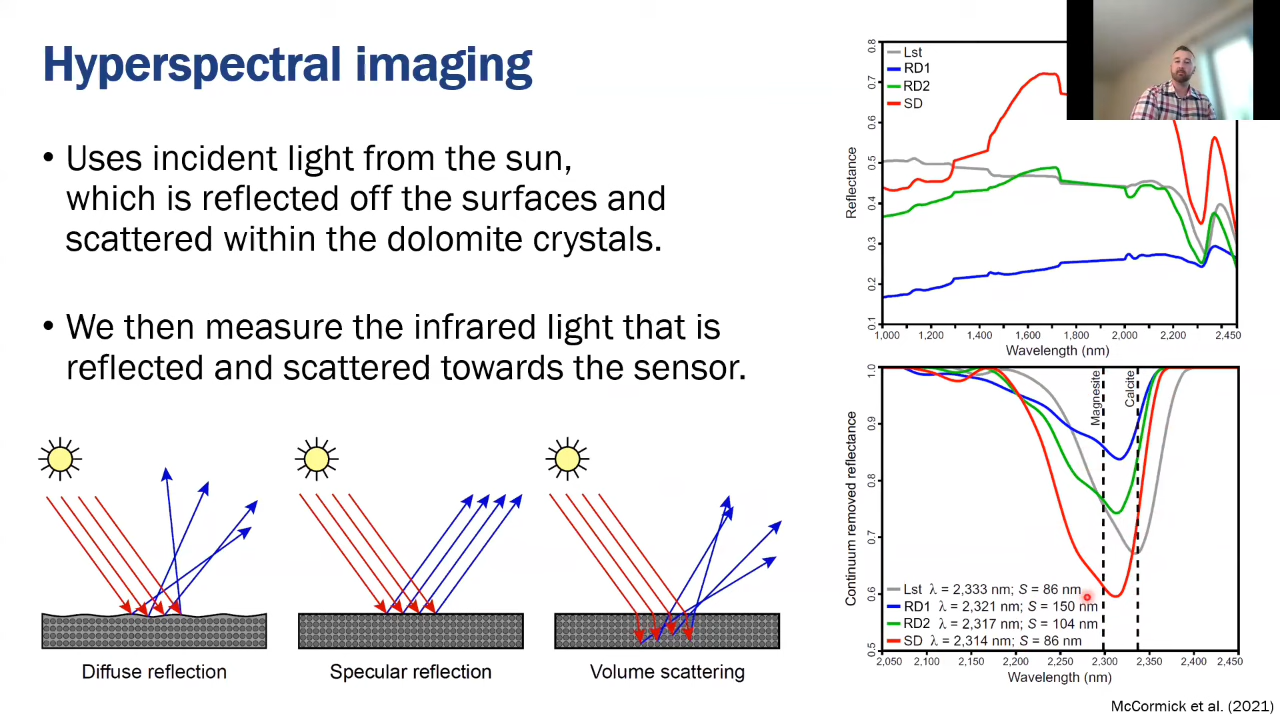 Hyperspectral imaging
• Uses incident light from the sun,
which is reflected off the surfaces and
scattered within the dolomite crystals.
• We then measure the infrared light that is
reflected and scattered towards the sensor.
Diffuse reflection
Specular reflection
Volume scattering
Lst
RD1
RD2
SD
Reflectance
0.8
0.7
0.6
0.5
0.4
0.3
0.2
0.1
1,000 1,200 1,400 1,600 1,800 2,000 2,200 2,450
Wavelength (nm)
Continuum removed reflectance
1.0
0.9
0.8
0.7
0.6
0.5
Magnesite
Calcite
Lst λ = 2,333 nm; S = 86 nm
RD1 λ = 2,321 nm; S = 150 nm
RD2 λ = 2,317 nm; S = 104 nm
SD λ = 2,314 nm; S = 86 nm
2,050 2,100 2,150 2,200 2,250 2,300 2,350 2,400 2,450
Wavelength (nm)
McCormick et al. (2021)